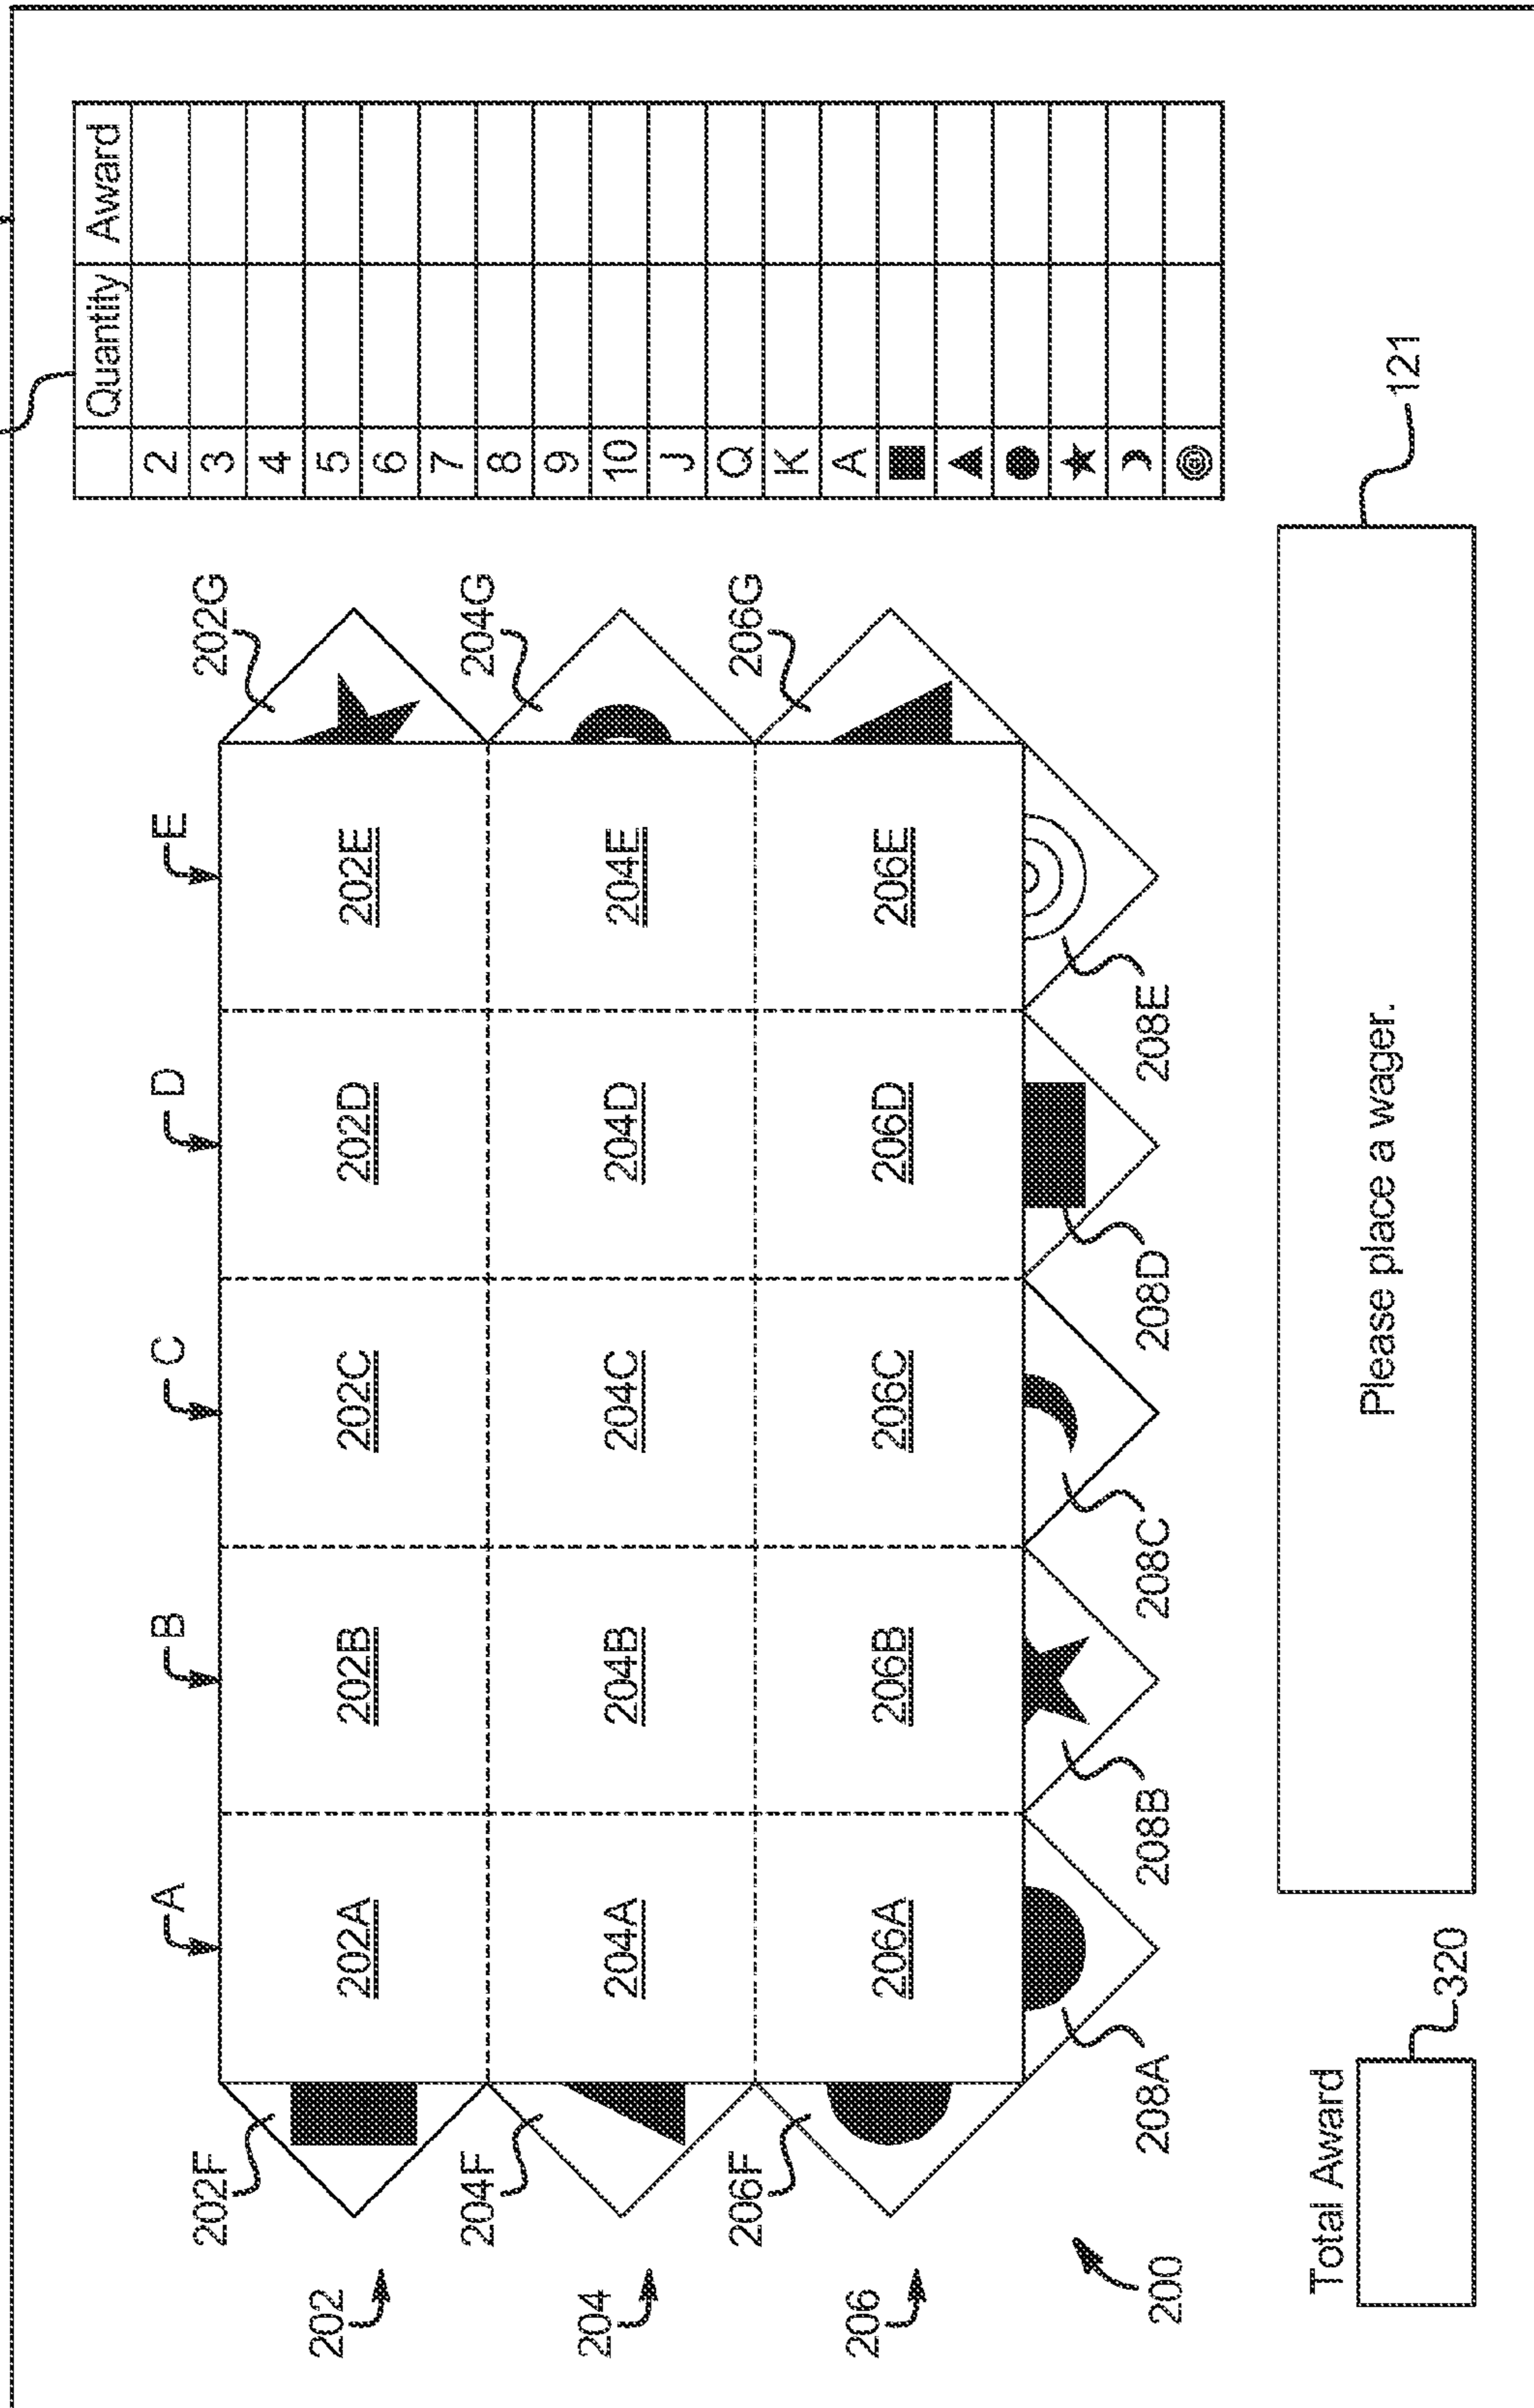 A B C D E
202 202F 202A 202B 202C 202D 202E 202G
204 204F 204A 204B 204C 204D 204E 204G
206 206F 206A 206B 206C 206D 206E 206G
208A 208B 208C 208D 208E
200
Quantity Award
2
3
4
5
6
7
8
9
10
J
Q
K
A
Total Award
320
Please place a wager.
121